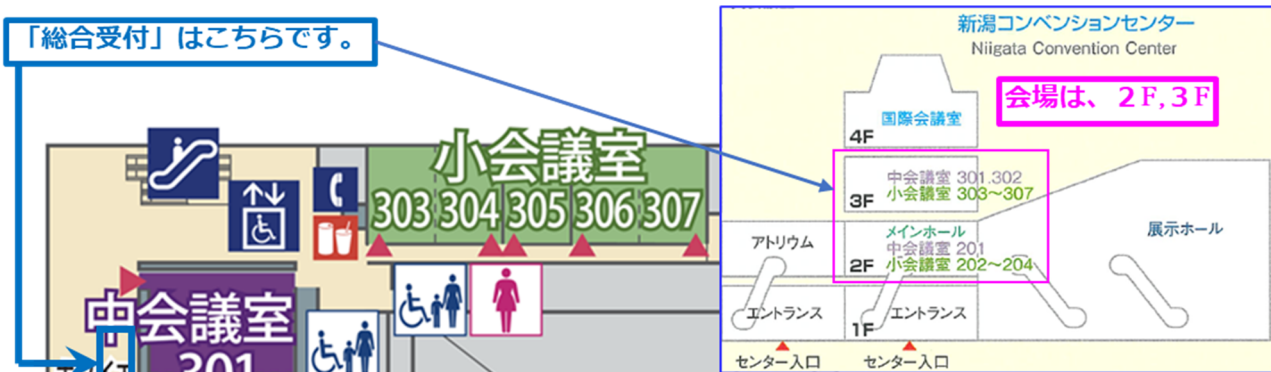 「総合受付」はこちらです。
小会議室
303 304 305 306 307
中会議室
301
新潟コンベンションセンター
Niigata Convention Center
会場は、２F,３F
国際会議室
4F
中会議室 301.302
3F 小会議室 303～307
メインホール
中会議室 201
2F 小会議室 202～204
アトリウム
展示ホール
エントランス
1F エントランス
センター入口
センター入口